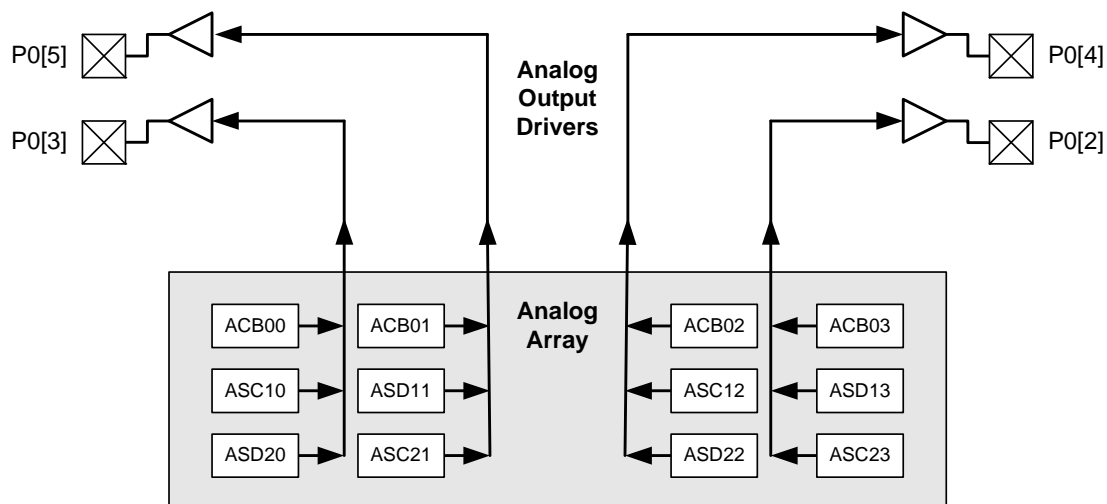 P0[5]
P0[4]
Analog
Output
Drivers
P0[3]
P0[2]
Analog
Array
ACB00
ACB01
ACB02
ACB03
ASC10
ASD11
ASC12
ASD13
ASD20
ASC21
ASD22
ASC23